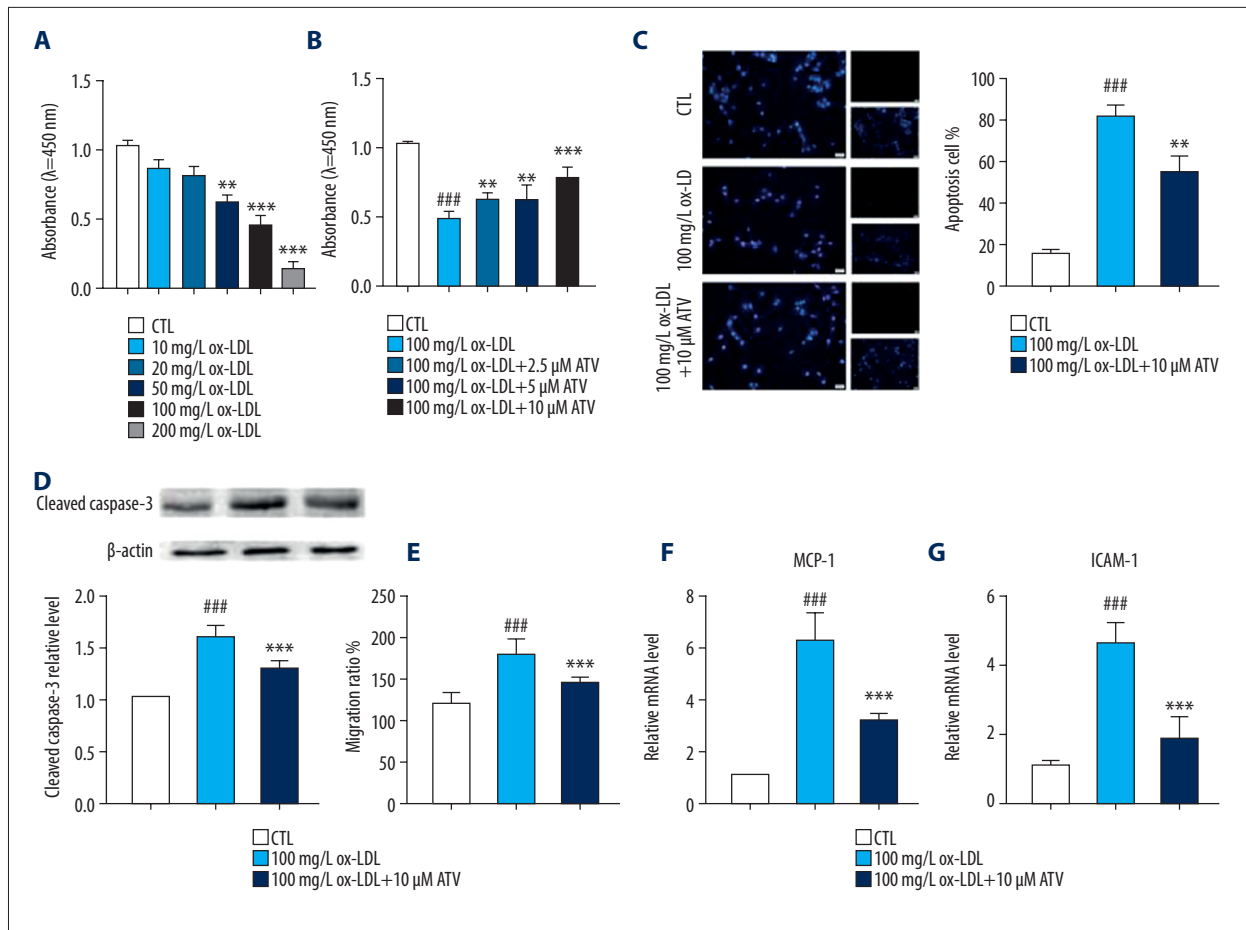 A
Absorbance (λ=450 nm)
1.5
1.0
0.5
0.0
**
***
***
CTL
10 mg/L ox-LDL
20 mg/L ox-LDL
50 mg/L ox-LDL
100 mg/L ox-LDL
200 mg/L ox-LDL
B
Absorbance (λ=450 nm)
1.5
1.0
0.5
0.0
###
**
**
***
CTL
100 mg/L ox-LDL
100 mg/L ox-LDL+2.5 μM ATV
100 mg/L ox-LDL+5 μM ATV
100 mg/L ox-LDL+10 μM ATV
C
CTL
100 mg/L ox-LD
100 mg/L ox-LDL
+10 μM ATV
Apoptosis cell %
100
80
60
40
20
0
###
**
CTL
100 mg/L ox-LDL
100 mg/L ox-LDL+10 μM ATV
D
Cleaved caspase-3
β-actin
Cleaved caspase-3 relative level
2.0
1.5
1.0
0.5
0.0
###
***
E
Migration ratio %
250
200
150
100
50
0
###
***
CTL
100 mg/L ox-LDL
100 mg/L ox-LDL+10 μM ATV
F
MCP-1
Relative mRNA level
8
6
4
2
0
###
***
G
ICAM-1
Relative mRNA level
6
4
2
0
###
***
CTL
100 mg/L ox-LDL
100 mg/L ox-LDL+10 μM ATV